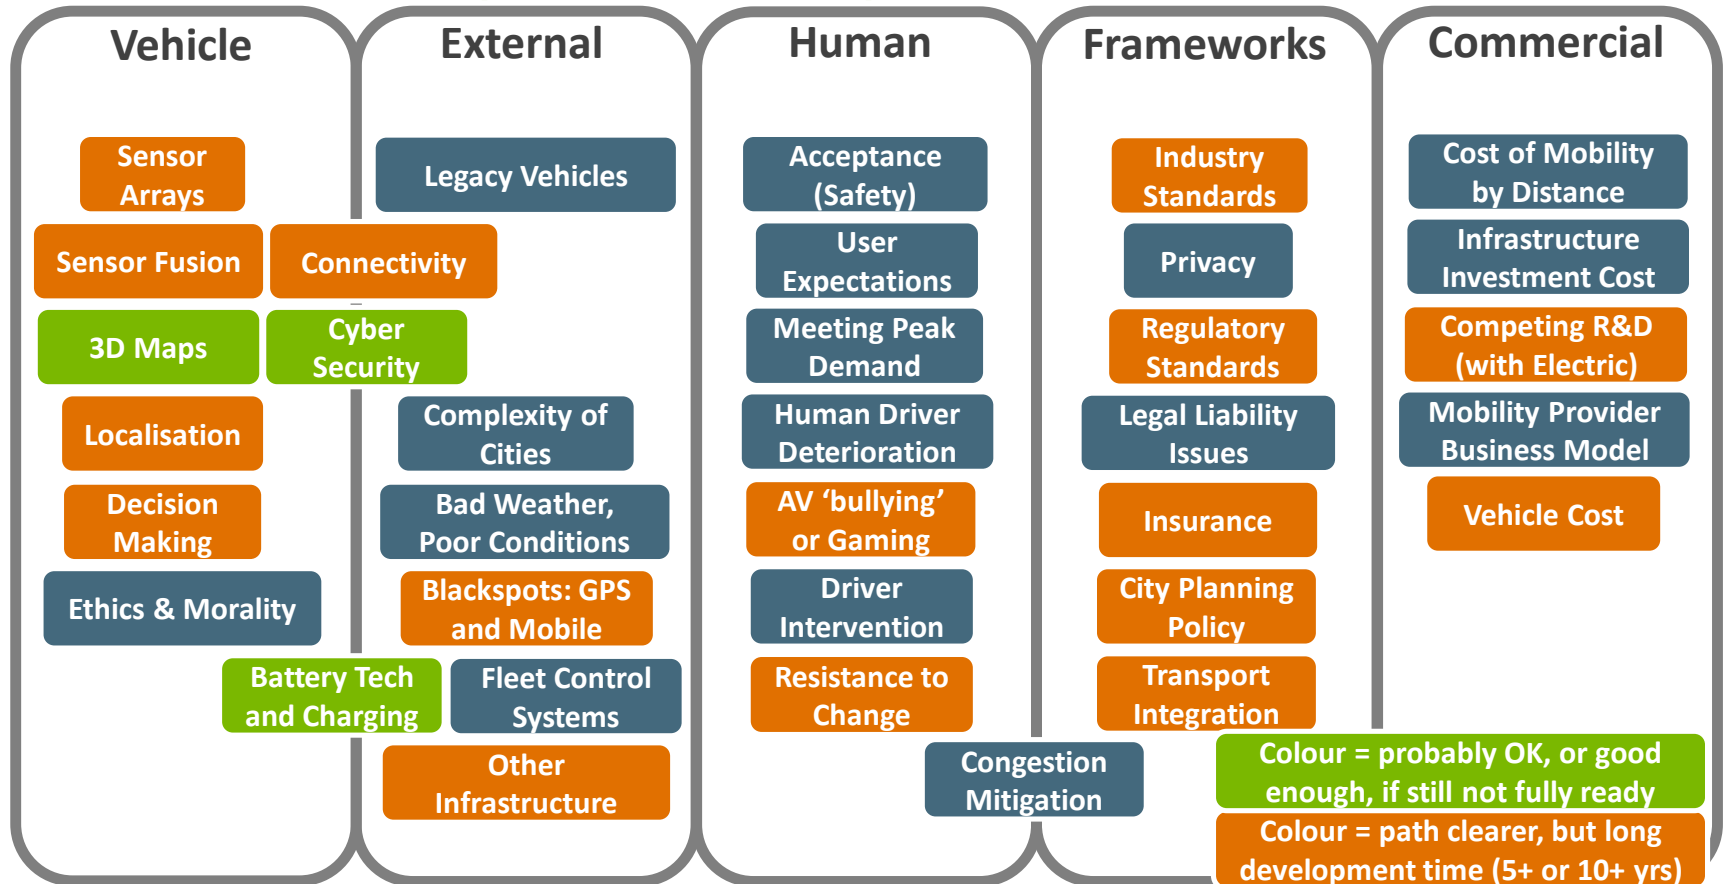 Vehicle
Sensor
Arrays
Sensor Fusion
Connectivity
3D Maps
Cyber
Security
Localisation
Decision
Making
Ethics & Morality
Battery Tech
and Charging
External
Legacy Vehicles
Complexity of
Cities
Bad Weather,
Poor Conditions
Blackspots: GPS
and Mobile
Fleet Control
Systems
Other
Infrastructure
Human
Acceptance
(Safety)
User
Expectations
Meeting Peak
Demand
Human Driver
Deterioration
AV ‘bullying’
or Gaming
Driver
Intervention
Resistance to
Change
Congestion
Mitigation
Frameworks
Industry
Standards
Privacy
Regulatory
Standards
Legal Liability
Issues
Insurance
City Planning
Policy
Transport
Integration
Commercial
Cost of Mobility
by Distance
Infrastructure
Investment Cost
Competing R&D
(with Electric)
Mobility Provider
Business Model
Vehicle Cost
Colour = probably OK, or good
enough, if still not fully ready
Colour = path clearer, but long
development time (5+ or 10+ yrs)